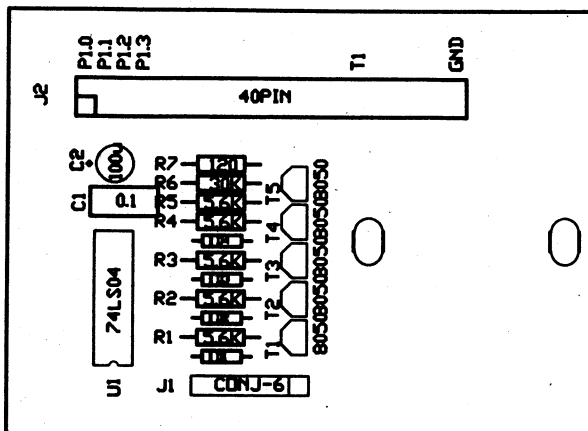 P1.0
P1.1
P1.2
P1.3
T1
GND
J2
40PIN
C2
100u
R7
120
R6
30K
C1
0.1
R5
5.6K
R4
5.6K
T5
8050
T4
8050
74LS04
R3
5.6K
T3
8050
R2
5.6K
T2
8050
R1
5.6K
T1
8050
U1
J1
CONJ-6